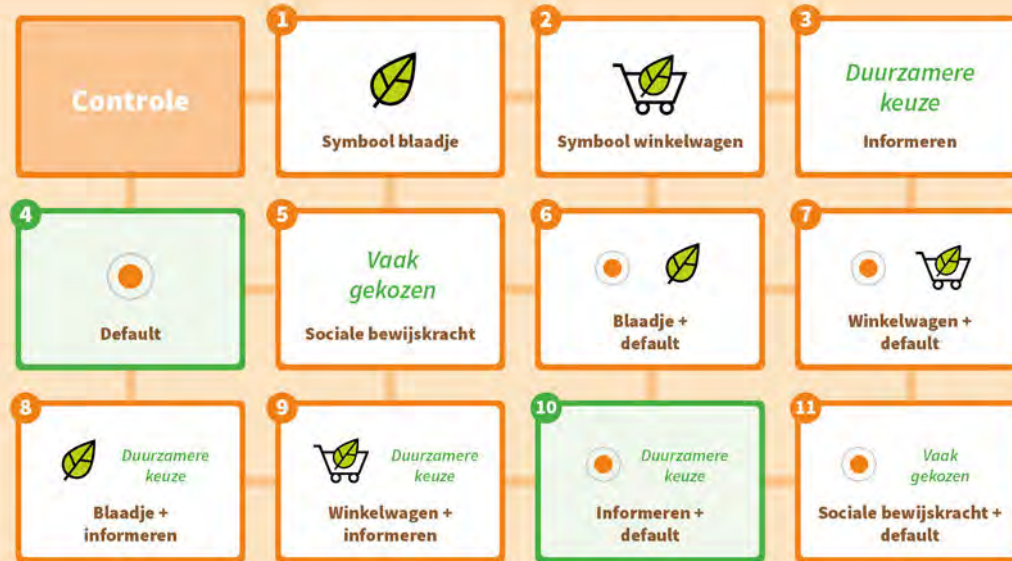 Controle
1
Symbool blaadje
2
Symbool winkelwagen
3
Duurzamere
keuze
Informeren
4
Default
5
Vaak
gekozen
Sociale bewijskracht
6
Blaadje +
default
7
Winkelwagen +
default
8
Duurzamere
keuze
Blaadje +
informeren
9
Duurzamere
keuze
Winkelwagen +
informeren
10
Duurzamere
keuze
Informeren +
default
11
Vaak
gekozen
Sociale bewijskracht +
default